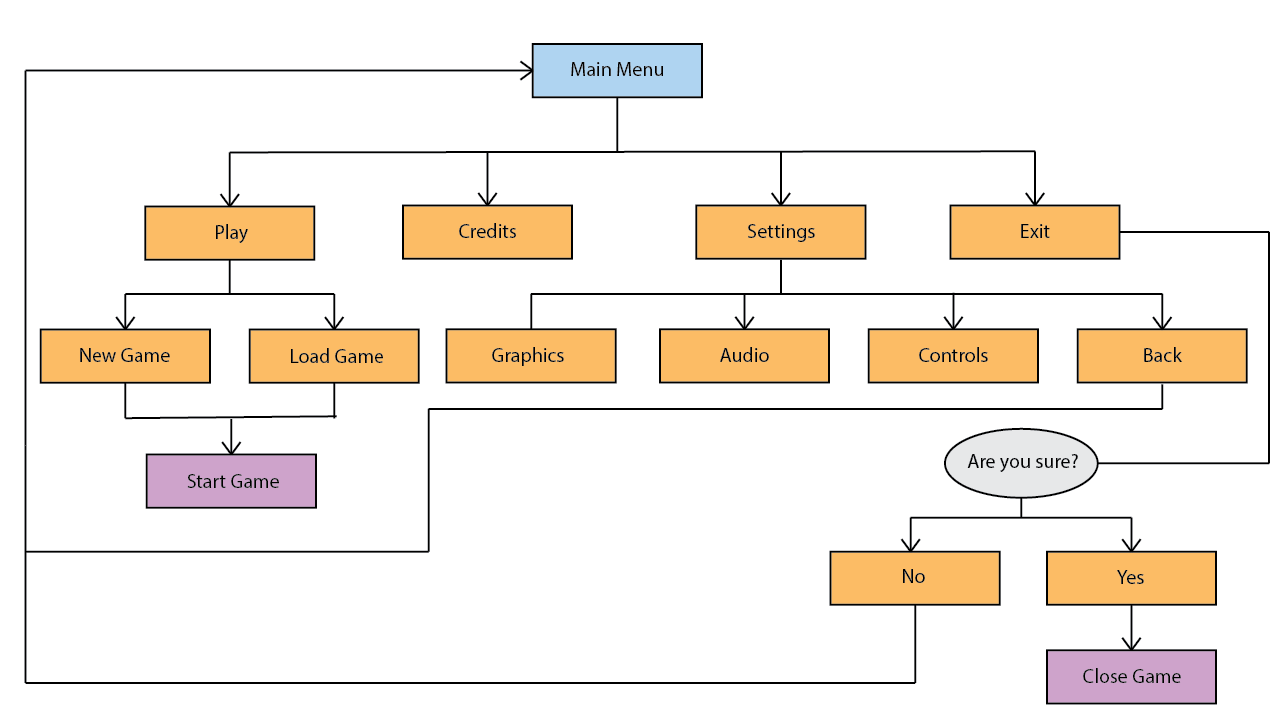 Main Menu
Play
Credits
Settings
Exit
New Game
Load Game
Graphics
Audio
Controls
Back
Are you sure?
Start Game
No
Yes
Close Game